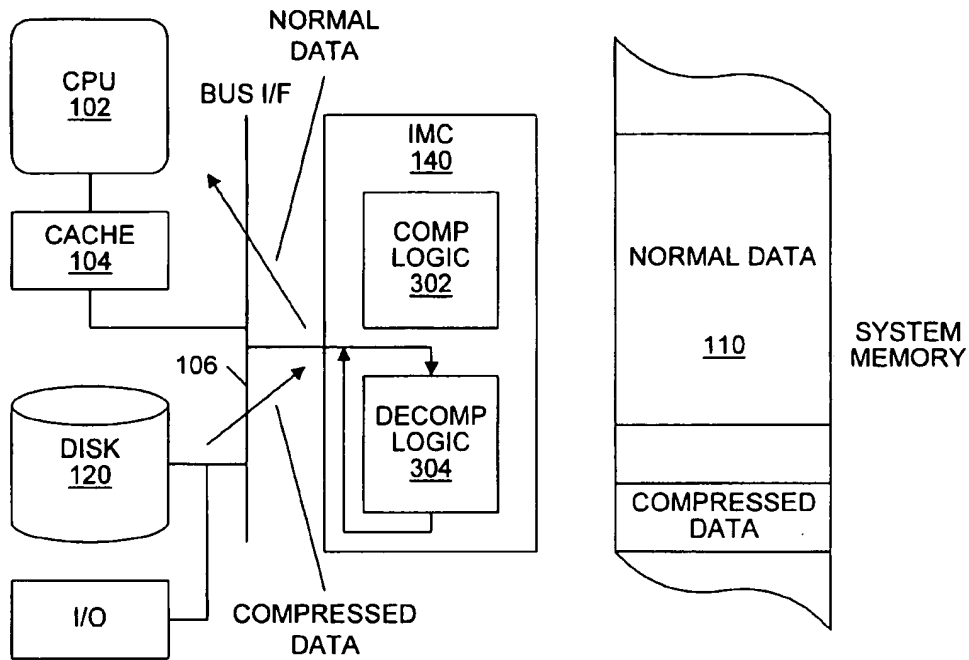 NORMAL
DATA
CPU
102
BUS I/F
IMC
140
CACHE
104
COMP
LOGIC
302
NORMAL DATA
110
SYSTEM
MEMORY
106
DISK
120
DECOMP
LOGIC
304
COMPRESSED
DATA
I/O
COMPRESSED
DATA